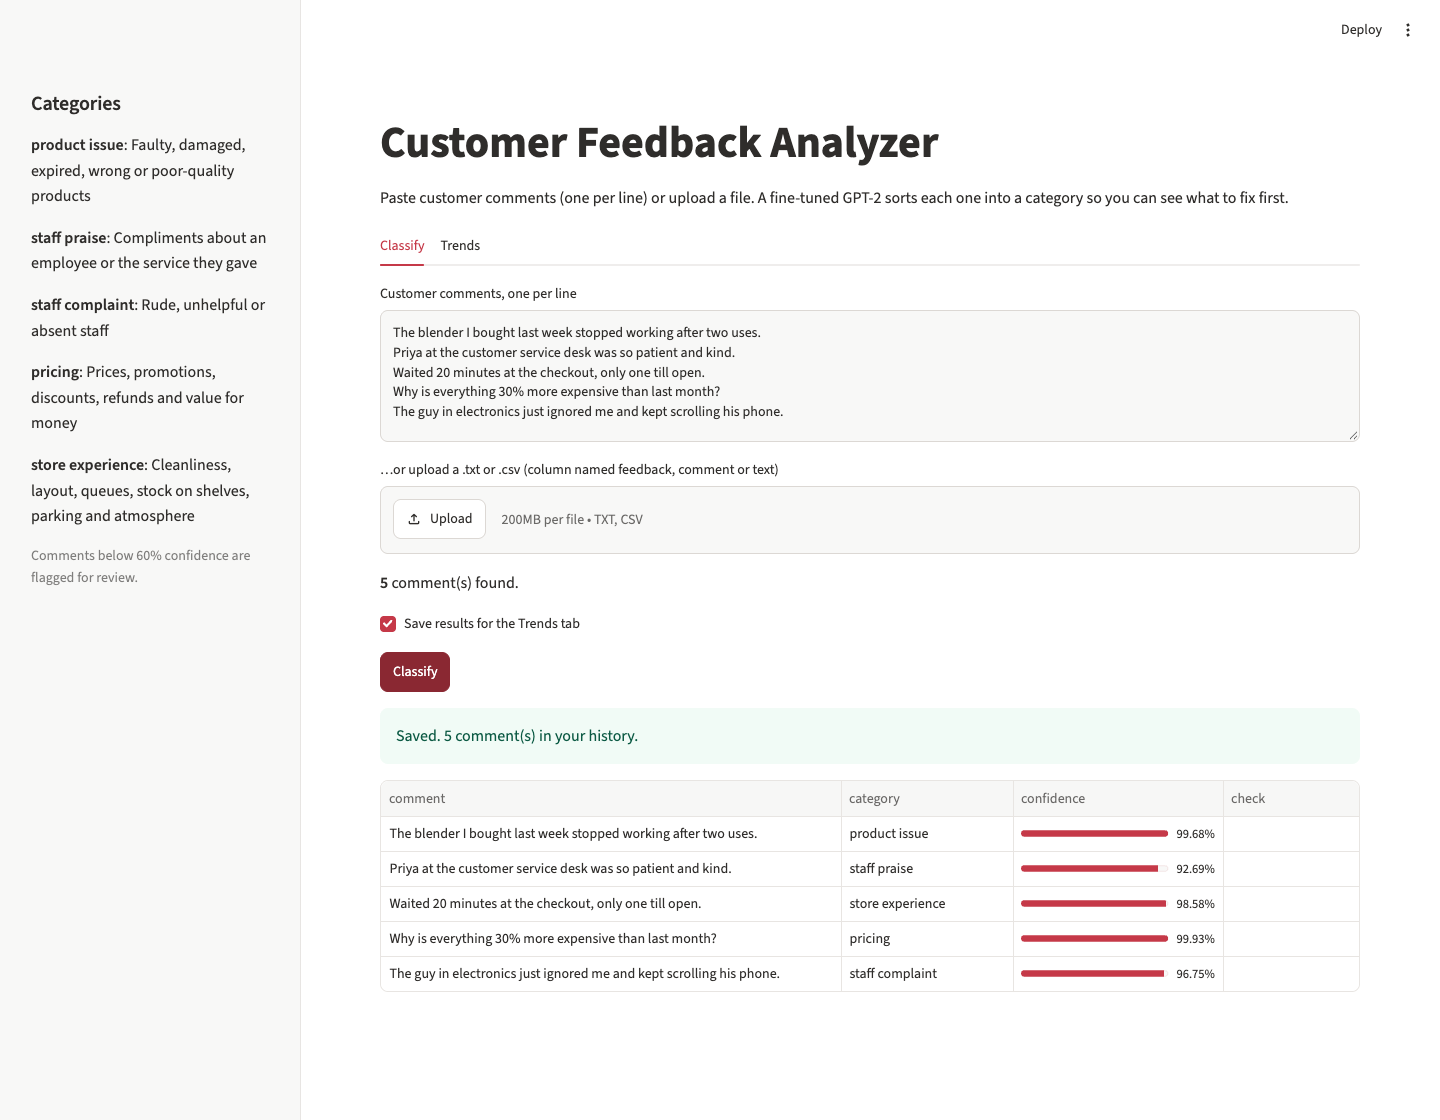 Deploy
Categories
product issue: Faulty, damaged,
expired, wrong or poor-quality
products
staff praise: Compliments about an
employee or the service they gave
staff complaint: Rude, unhelpful or
absent staff
pricing: Prices, promotions,
discounts, refunds and value for
money
store experience: Cleanliness,
layout, queues, stock on shelves,
parking and atmosphere
Comments below 60% confidence are
flagged for review.
Customer Feedback Analyzer
Paste customer comments (one per line) or upload a file. A fine-tuned GPT-2 sorts each one into a category so you can see what to fix first.
Classify Trends
Customer comments, one per line
The blender I bought last week stopped working after two uses.
Priya at the customer service desk was so patient and kind.
Waited 20 minutes at the checkout, only one till open.
Why is everything 30% more expensive than last month?
The guy in electronics just ignored me and kept scrolling his phone.
…or upload a .txt or .csv (column named feedback, comment or text)
Upload 200MB per file • TXT, CSV
5 comment(s) found.
Save results for the Trends tab
Classify
Saved. 5 comment(s) in your history.
comment category confidence check
The blender I bought last week stopped working after two uses. product issue 99.68%
Priya at the customer service desk was so patient and kind. staff praise 92.69%
Waited 20 minutes at the checkout, only one till open. store experience 98.58%
Why is everything 30% more expensive than last month? pricing 99.93%
The guy in electronics just ignored me and kept scrolling his phone. staff complaint 96.75%